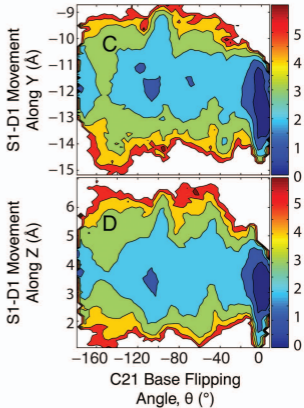 S1-D1 Movement
Along Y (Å)
−9
−10
−11
−12
−13
−14
−15
C
5
4
3
2
1
0
S1-D1 Movement
Along Z (Å)
6
5
4
3
2
D
5
4
3
2
1
0
−160 −120 −80 −40 0
C21 Base Flipping
Angle, θ (°)